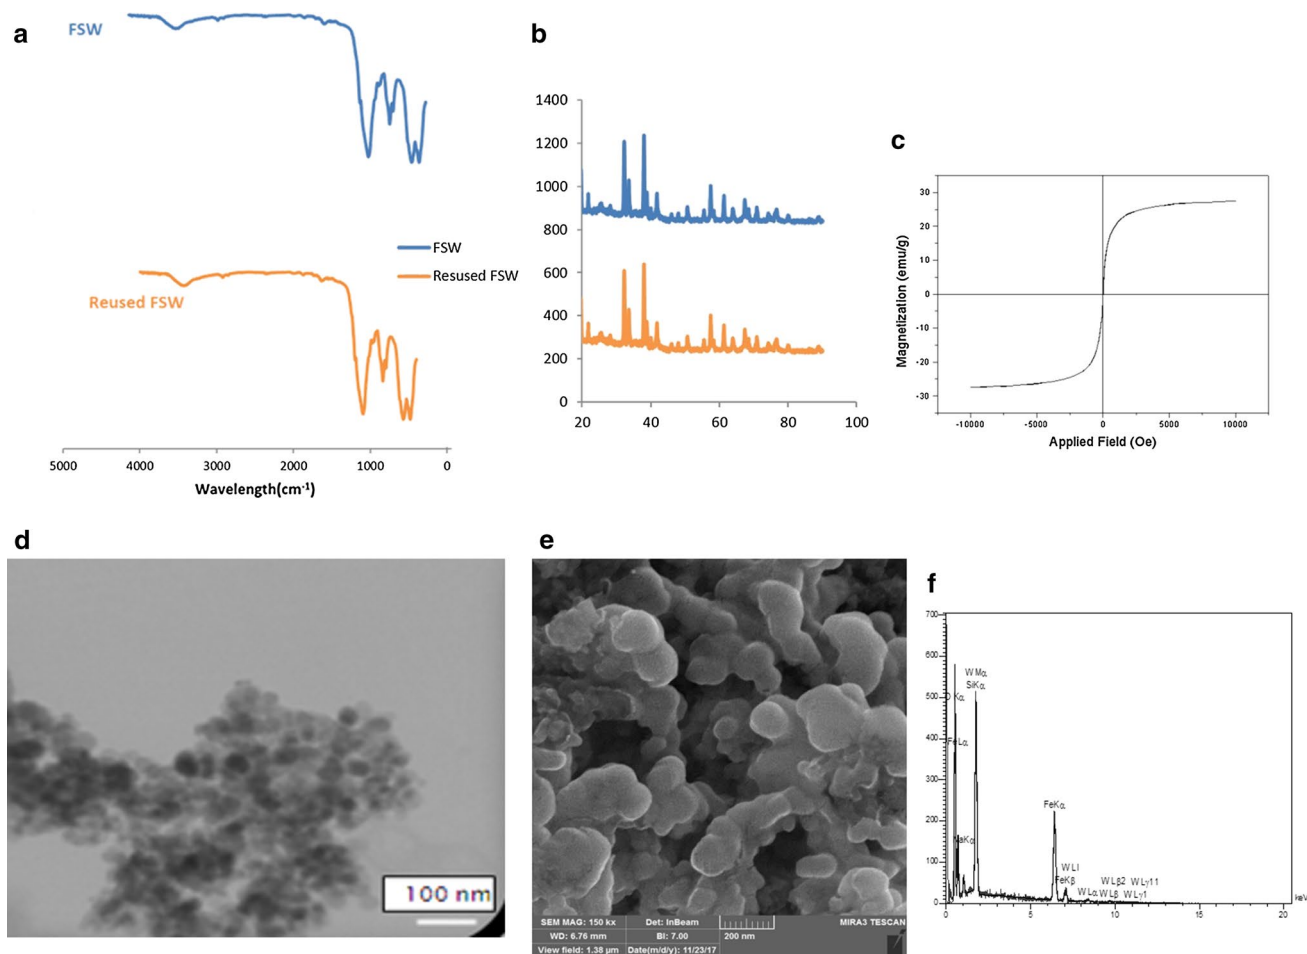 a
FSW
FSW
Resused FSW
Reused FSW
5000 4000 3000 2000 1000 0
Wavelength(cm-1)
b
1400
1200
1000
800
600
400
200
0
20 40 60 80 100
c
30
20
10
0
-10
-20
-30
Magnetization (emu/g)
-10000 -5000 0 5000 10000
Applied Field (Oe)
d
100 nm
e
SEM MAG: 150 kx Det: InBeam MIRA3 TESCAN
WD: 6.76 mm BI: 7.00 200 nm
View field: 1.38 µm Date(m/d/y): 11/23/17
f
700
600
500
400
300
200
100
0
W Mα
SiKα
Kα
Fe Lα
aKα
FeKα
W Ll
FeKβ
W Lα
W Lβ2
W Lβ
W Lγ11
W Lγ1
0 5 10 15 20
keV